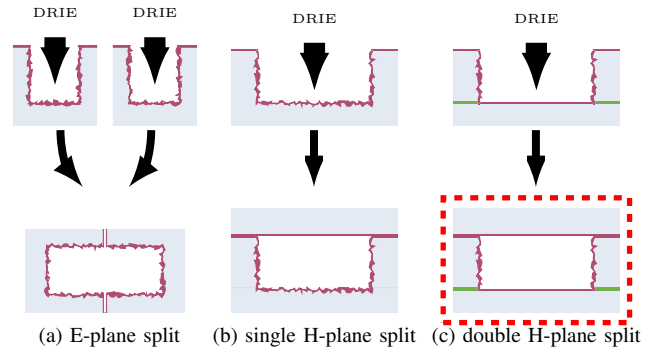 DRIE DRIE DRIE DRIE
(a) E-plane split (b) single H-plane split (c) double H-plane split